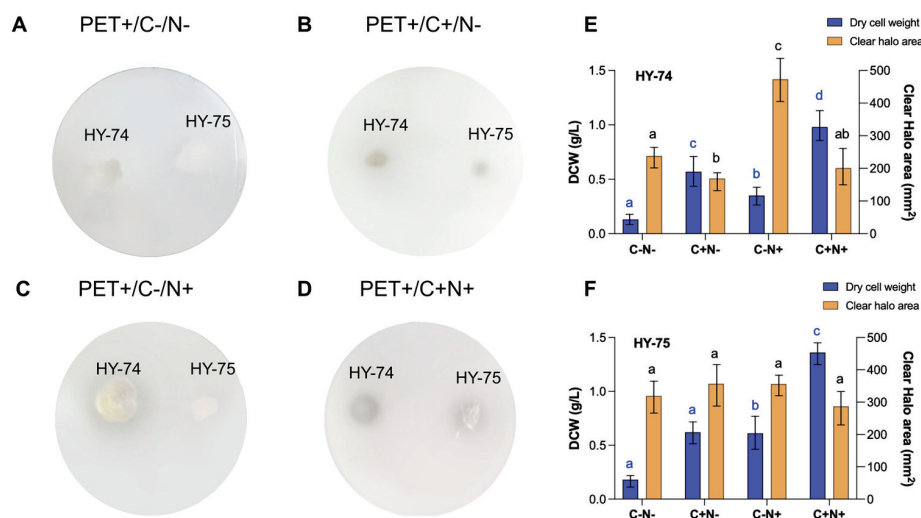 A PET+/C-/N-
HY-74
HY-75
B PET+/C+/N-
HY-74
HY-75
C PET+/C-/N+
HY-74
HY-75
D PET+/C+N+
HY-74
HY-75
E
Dry cell weight
Clear halo area
HY-74
DCW (g/L)
1.5
1.0
0.5
0.0
a a c b b c d ab
500
400
300
200
100
0
Clear Halo area (mm²)
C-N- C+N- C-N+ C+N+
F
Dry cell weight
Clear halo area
HY-75
DCW (g/L)
1.5
1.0
0.5
0.0
a a a a b a c a
500
400
300
200
100
0
Clear Halo area (mm²)
C-N- C+N- C-N+ C+N+